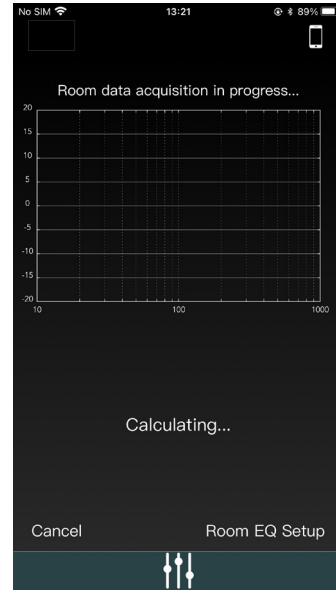 No SIM 13:21 89%
Room data acquisition in progress...
20
15
10
5
0
-5
-10
-15
-20
10 100 1000
Calculating...
Cancel Room EQ Setup